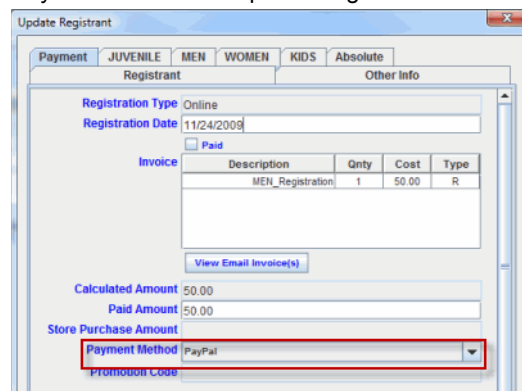 Update Registrant
Payment JUVENILE MEN WOMEN KIDS Absolute
Registrant Other Info
Registration Type Online
Registration Date 11/24/2009
Paid
Invoice Description Qnty Cost Type
MEN_Registration 1 50.00 R
View Email Invoice(s)
Calculated Amount 50.00
Paid Amount 50.00
Store Purchase Amount
Payment Method PayPal
Promotion Code